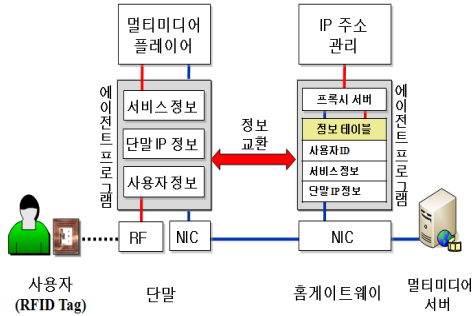 멀티미디어
플레이어
IP 주소
관리
에이전트 프로그램
서비스 정보
단말 IP 정보
사용자 정보
정보
교환
프록시 서버
정보 테이블
사용자 ID
서비스 정보
단말 IP 정보
에이전트 프로그램
RF
NIC
NIC
사용자
(RFID Tag)
단말
홈게이트웨이
멀티미디어
서버